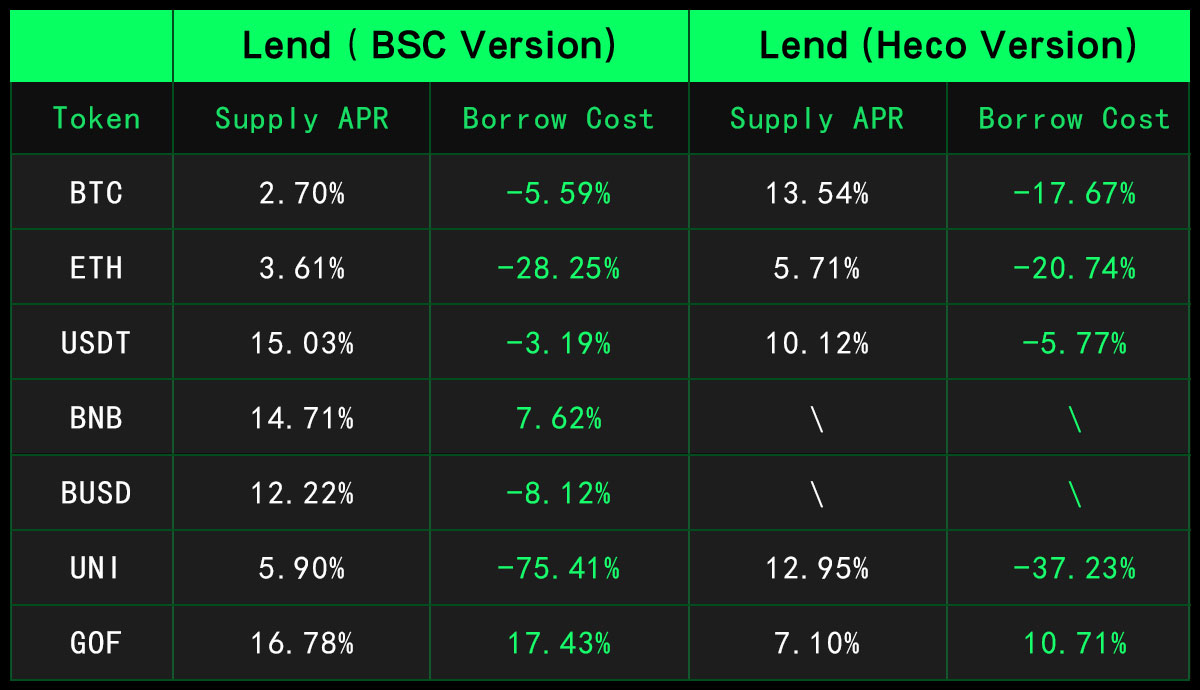 Lend ( BSC Version) Lend (Heco Version)
Token Supply APR Borrow Cost Supply APR Borrow Cost
BTC 2.70% -5.59% 13.54% -17.67%
ETH 3.61% -28.25% 5.71% -20.74%
USDT 15.03% -3.19% 10.12% -5.77%
BNB 14.71% 7.62% \ \
BUSD 12.22% -8.12% \ \
UNI 5.90% -75.41% 12.95% -37.23%
GOF 16.78% 17.43% 7.10% 10.71%